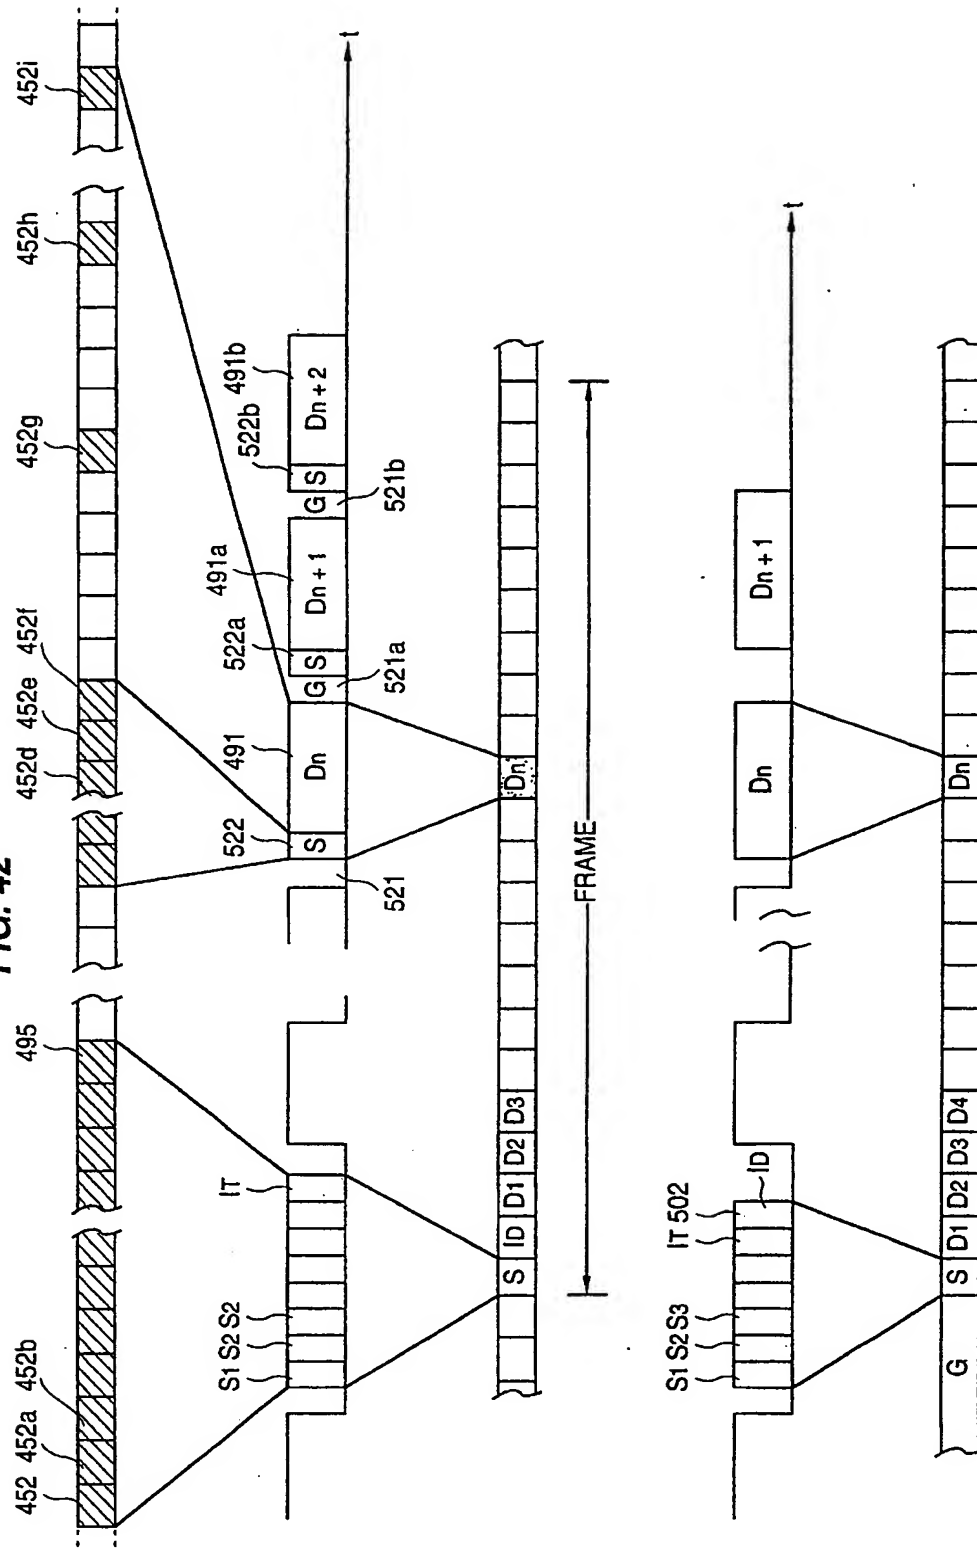 FIG. 42
452 452a 452b 495 452d 452e 452f 452g 452h 452i
S1 S2 S2 IT 521 522 S 491 Dn G 521a 522a S 491a Dn+1 G 521b 522b S 491b Dn+2 t
S ID D1 D2 D3 Dn
FRAME
S1 S2 S3 IT 502 ID Dn Dn+1 t
G S D1 D2 D3 D4 Dn